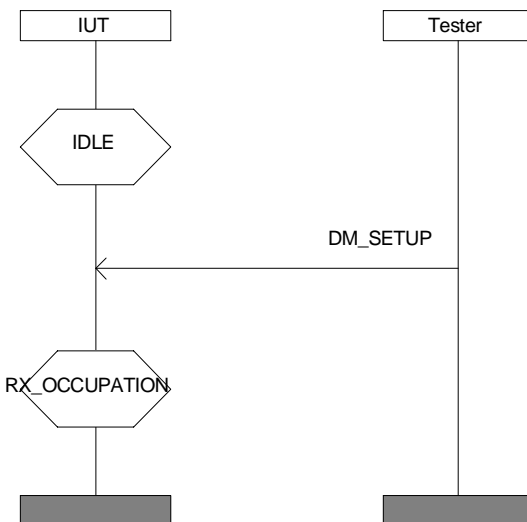 IUT
Tester
IDLE
DM_SETUP
RX_OCCUPATION